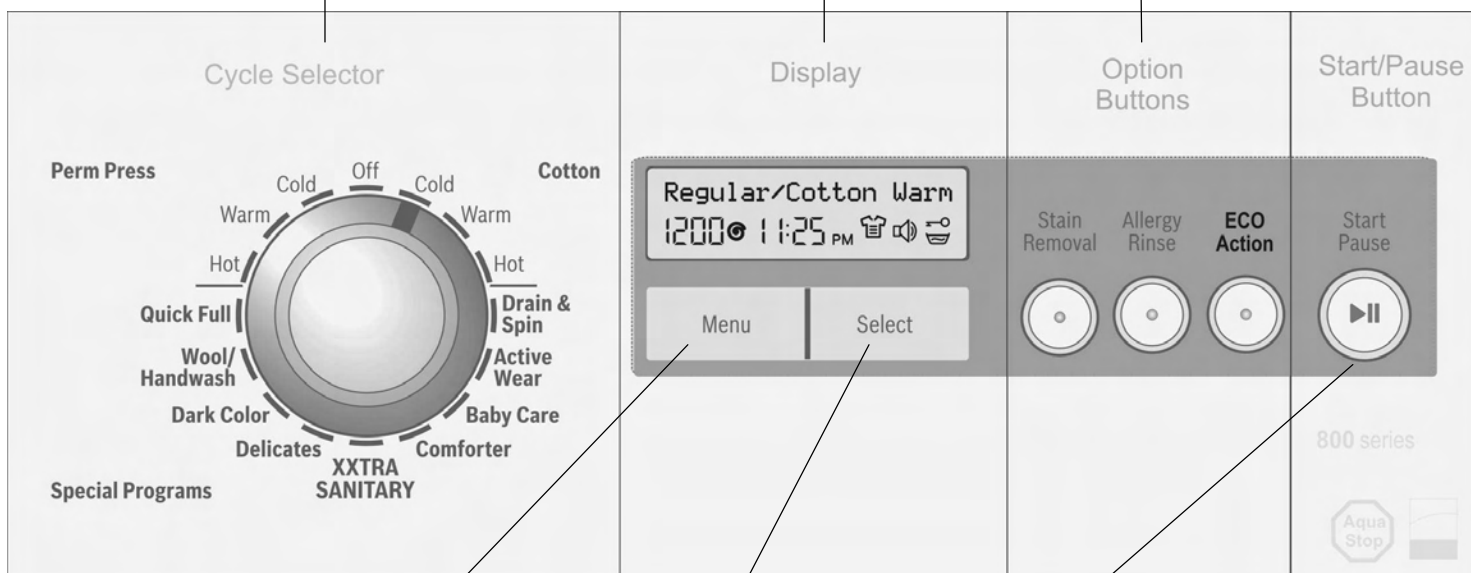 Cycle Selector
Display
Option
Buttons
Start/Pause
Button
Perm Press
Cotton
Off
Cold
Cold
Warm
Warm
Hot
Hot
Quick Full
Drain &
Spin
Wool/
Handwash
Active
Wear
Dark Color
Baby Care
Delicates
Comforter
XXTRA
SANITARY
Special Programs
Regular/Cotton Warm
1200 11:25 PM
Menu
Select
Stain
Removal
Allergy
Rinse
ECO
Action
Start
Pause
800 series
Aqua
Stop